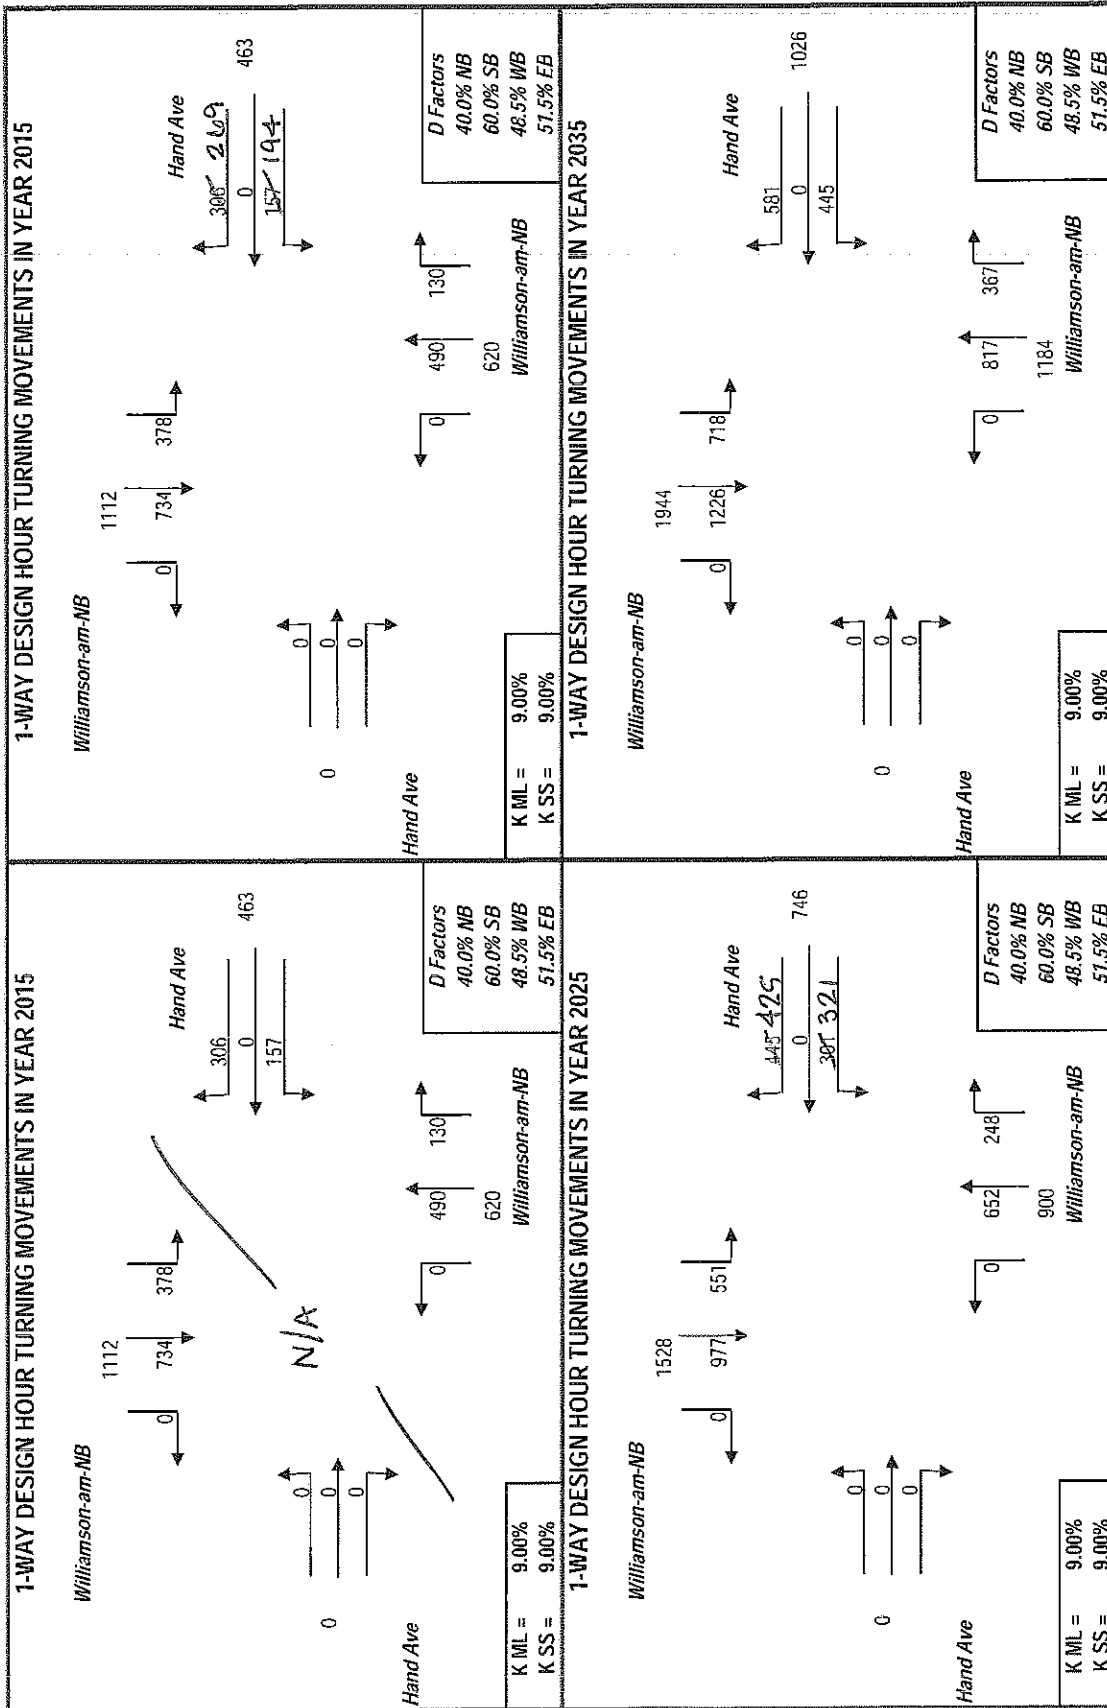 1-WAY DESIGN HOUR TURNING MOVEMENTS IN YEAR 2015
Williamson-am-NB
1112
0 734 378
Hand Ave
306
0 463
157
N/A
0
0
0 0
0
Hand Ave
0 490 130
620
Williamson-am-NB
K ML = 9.00%
K SS = 9.00%
D Factors
40.0% NB
60.0% SB
48.5% WB
51.5% EB
1-WAY DESIGN HOUR TURNING MOVEMENTS IN YEAR 2015
Williamson-am-NB
1112
0 734 378
Hand Ave
306 269
0 463
157 194
0
0 0
0
Hand Ave
0 490 130
620
Williamson-am-NB
K ML = 9.00%
K SS = 9.00%
D Factors
40.0% NB
60.0% SB
48.5% WB
51.5% EB
1-WAY DESIGN HOUR TURNING MOVEMENTS IN YEAR 2025
Williamson-am-NB
1528
0 977 551
Hand Ave
445 425
0 746
301 321
0
0 0
0
Hand Ave
0 652 248
900
Williamson-am-NB
K ML = 9.00%
K SS = 9.00%
D Factors
40.0% NB
60.0% SB
48.5% WB
51.5% EB
1-WAY DESIGN HOUR TURNING MOVEMENTS IN YEAR 2035
Williamson-am-NB
1944
0 1226 718
Hand Ave
581
0 1026
445
0
0 0
0
Hand Ave
0 817 367
1184
Williamson-am-NB
K ML = 9.00%
K SS = 9.00%
D Factors
40.0% NB
60.0% SB
48.5% WB
51.5% EB